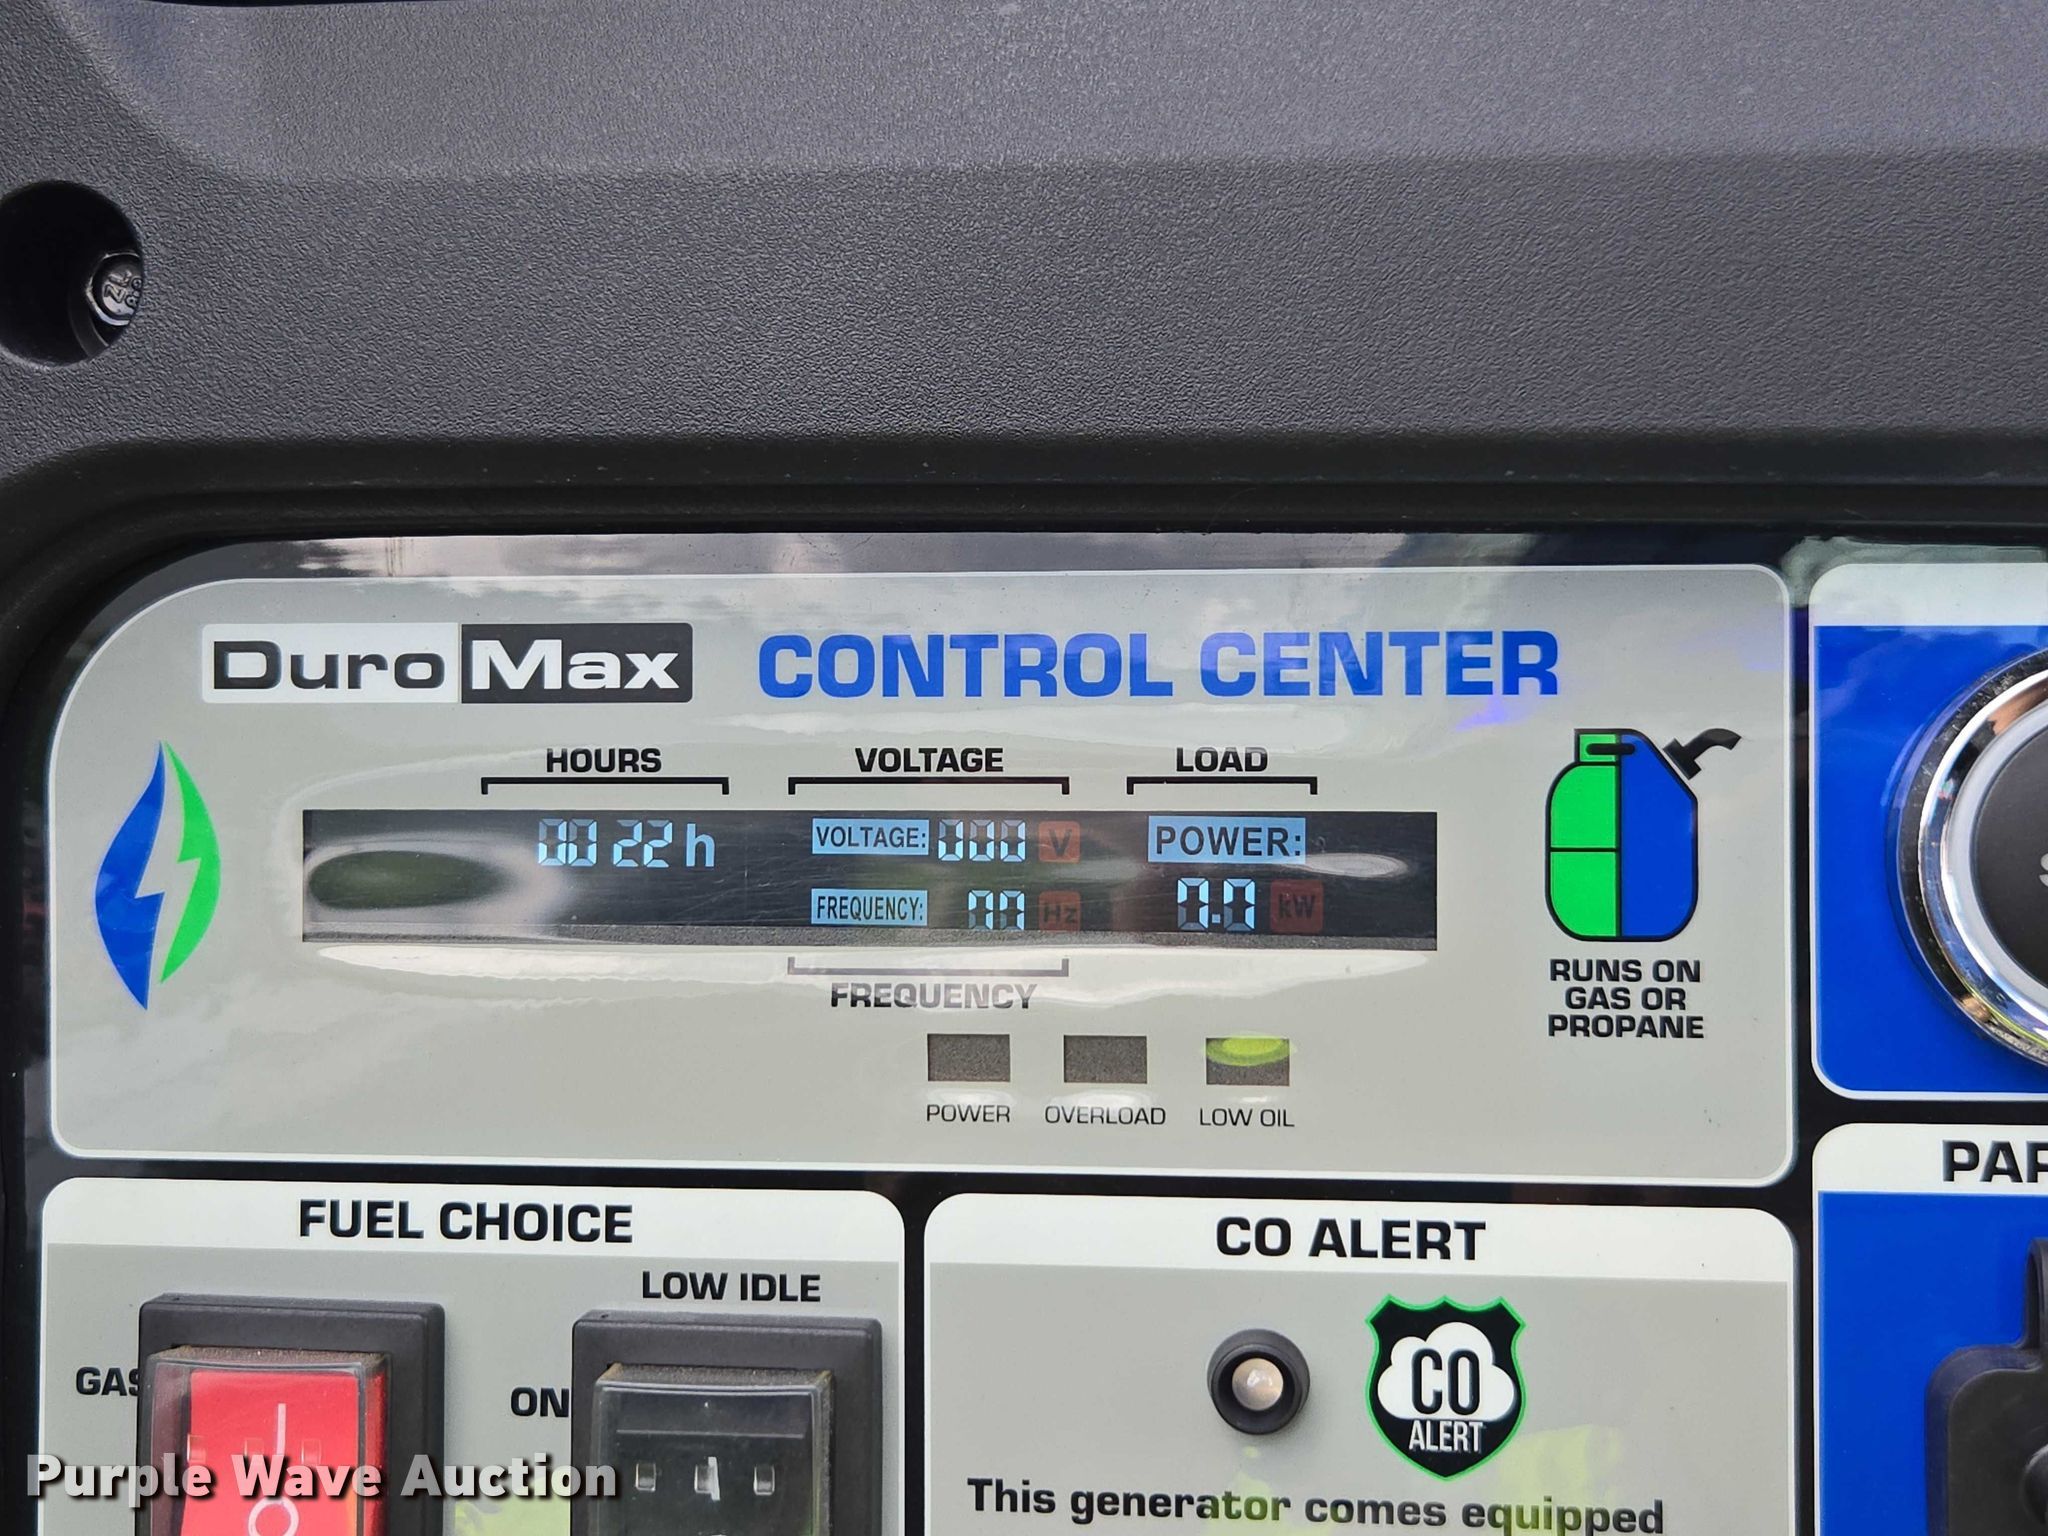 DuroMax CONTROL CENTER
HOURS VOLTAGE LOAD
0022h VOLTAGE: 000 V POWER:
FREQUENCY: 00 Hz 0.0 kW
FREQUENCY
POWER OVERLOAD LOW OIL
RUNS ON
GAS OR
PROPANE
FUEL CHOICE
LOW IDLE
GAS
ON
CO ALERT
CO
ALERT
This generator comes equipped
PAR
Purple Wave Auction